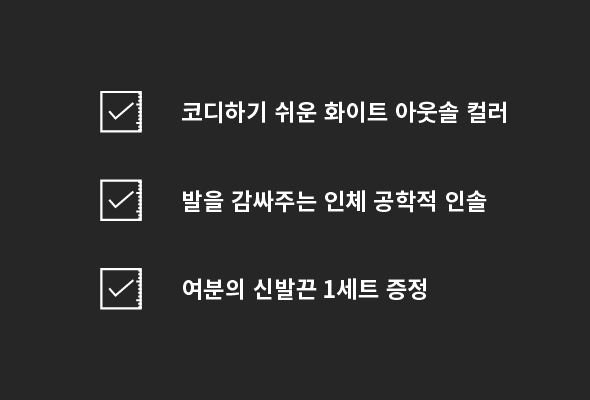 코디하기 쉬운 화이트 아웃솔 컬러
발을 감싸주는 인체 공학적 인솔
여분의 신발끈 1세트 증정